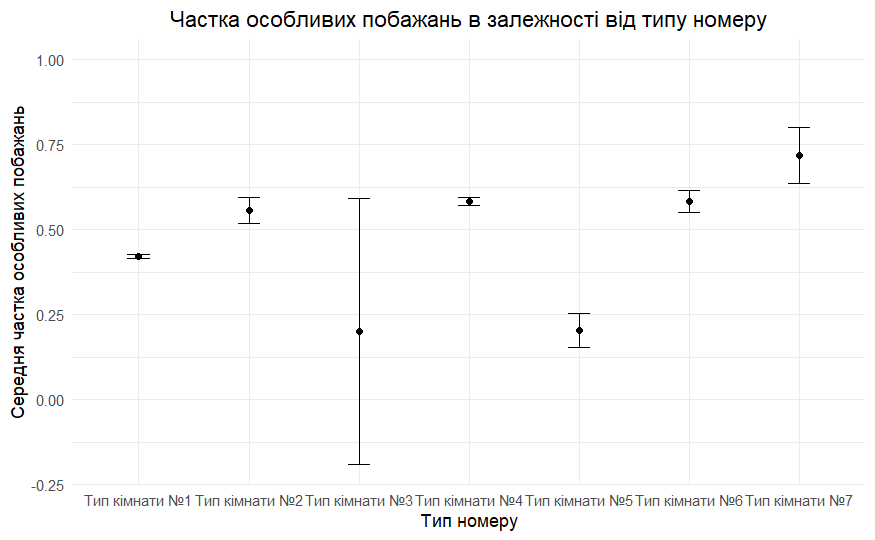 Частка особливих побажань в залежності від типу номеру
Середня частка особливих побажань
1.00
0.75
0.50
0.25
0.00
-0.25
Тип кімнати №1 Тип кімнати №2 Тип кімнати №3 Тип кімнати №4 Тип кімнати №5 Тип кімнати №6 Тип кімнати №7
Тип номеру